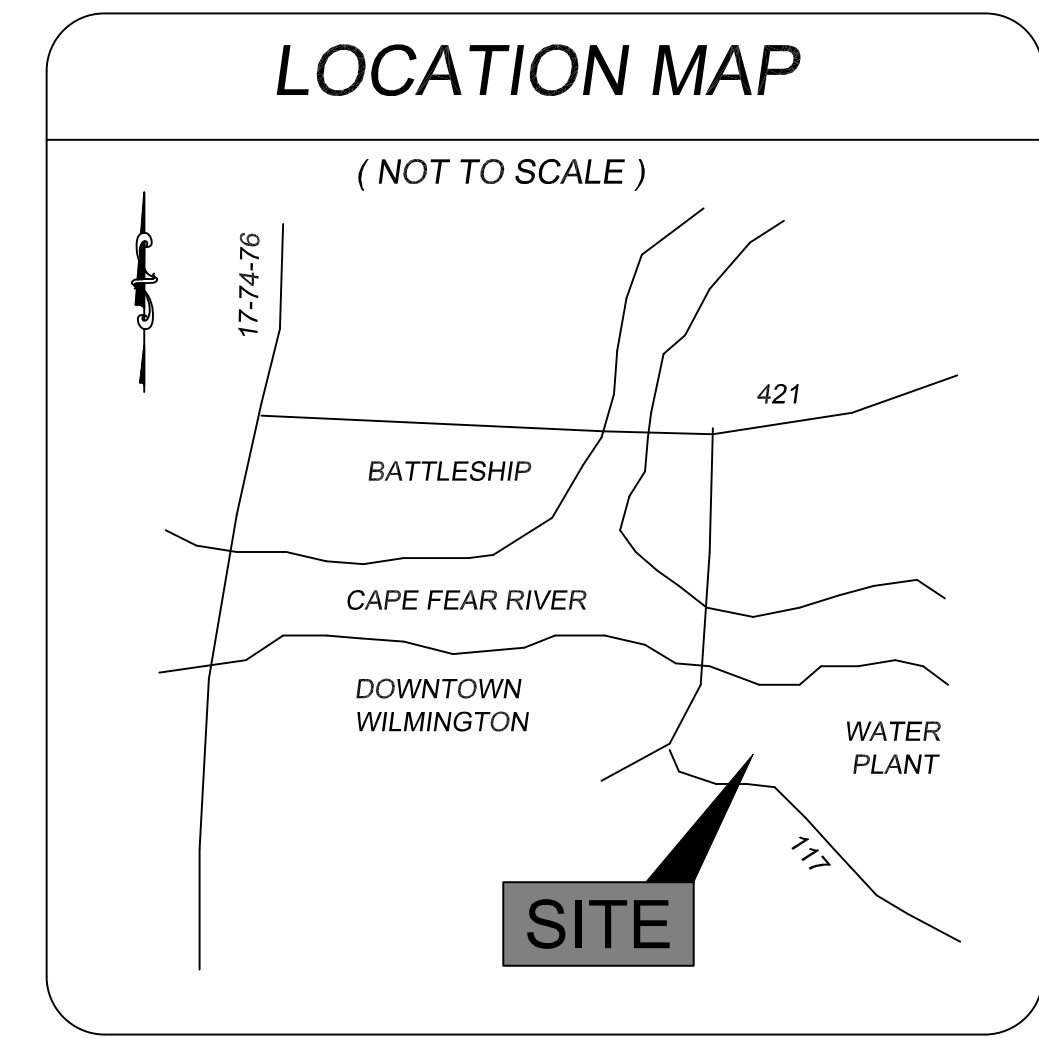 LOCATION MAP
( NOT TO SCALE )
17-74-76
421
BATTLESHIP
CAPE FEAR RIVER
DOWNTOWN
WILMINGTON
WATER
PLANT
117
SITE